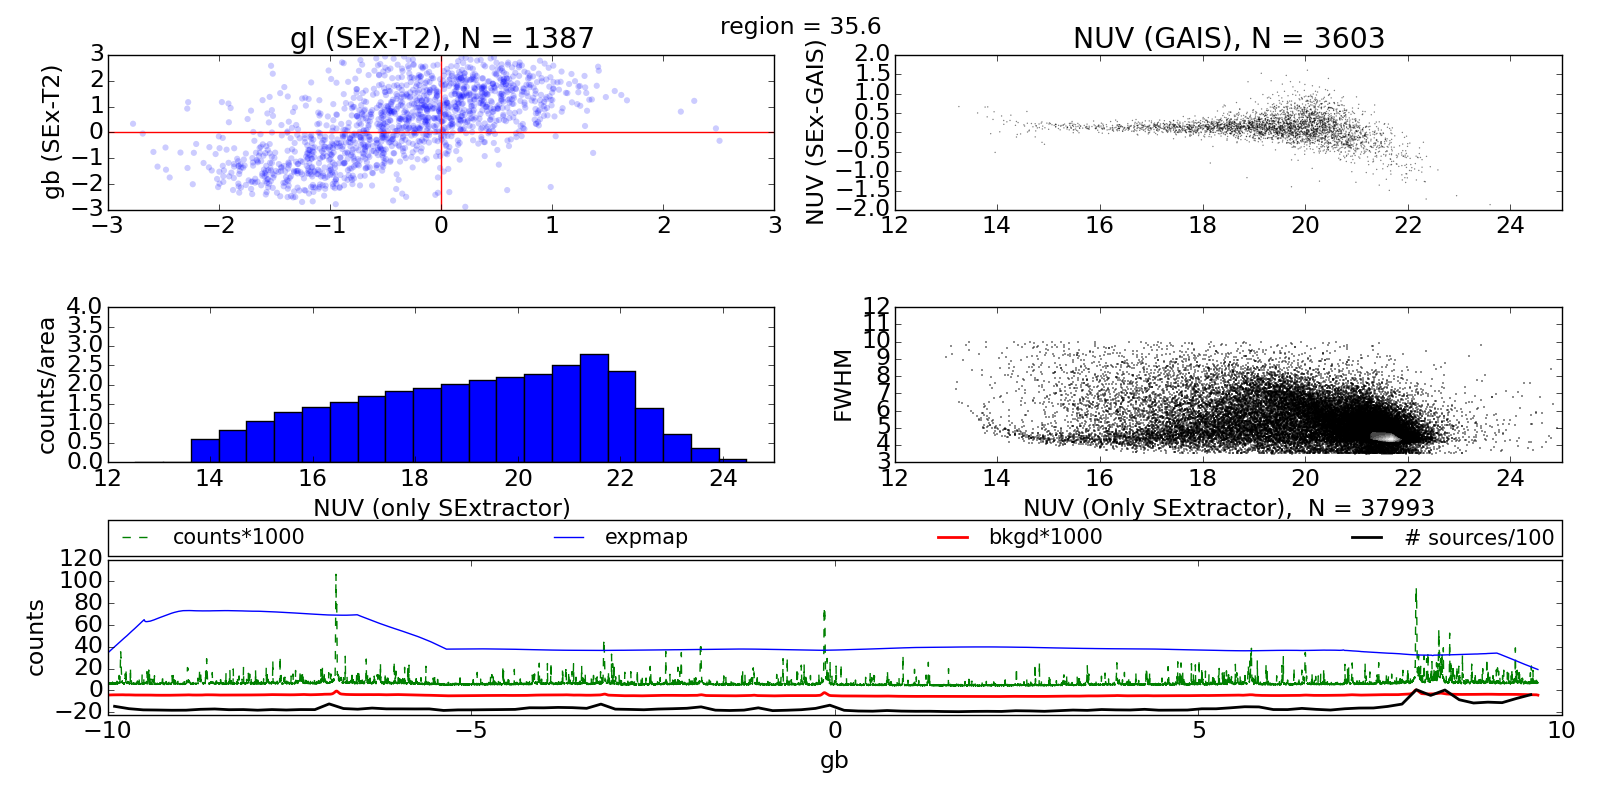 region = 35.6
gl (SEx-T2), N = 1387
gb (SEx-T2)
3
2
1
0
−1
−2
−3
−3 −2 −1 0 1 2 3
NUV (GAIS), N = 3603
NUV (SEx-GAIS)
2.0
1.5
1.0
0.5
0.0
−0.5
−1.0
−1.5
−2.0
12 14 16 18 20 22 24
counts/area
4.0
3.5
3.0
2.5
2.0
1.5
1.0
0.5
0.0
12 14 16 18 20 22 24
NUV (only SExtractor)
FWHM
12
11
10
9
8
7
6
5
4
3
12 14 16 18 20 22 24
NUV (Only SExtractor), N = 37993
counts*1000 expmap bkgd*1000 # sources/100
counts
120
100
80
60
40
20
0
−20
−10 −5 0 5 10
gb